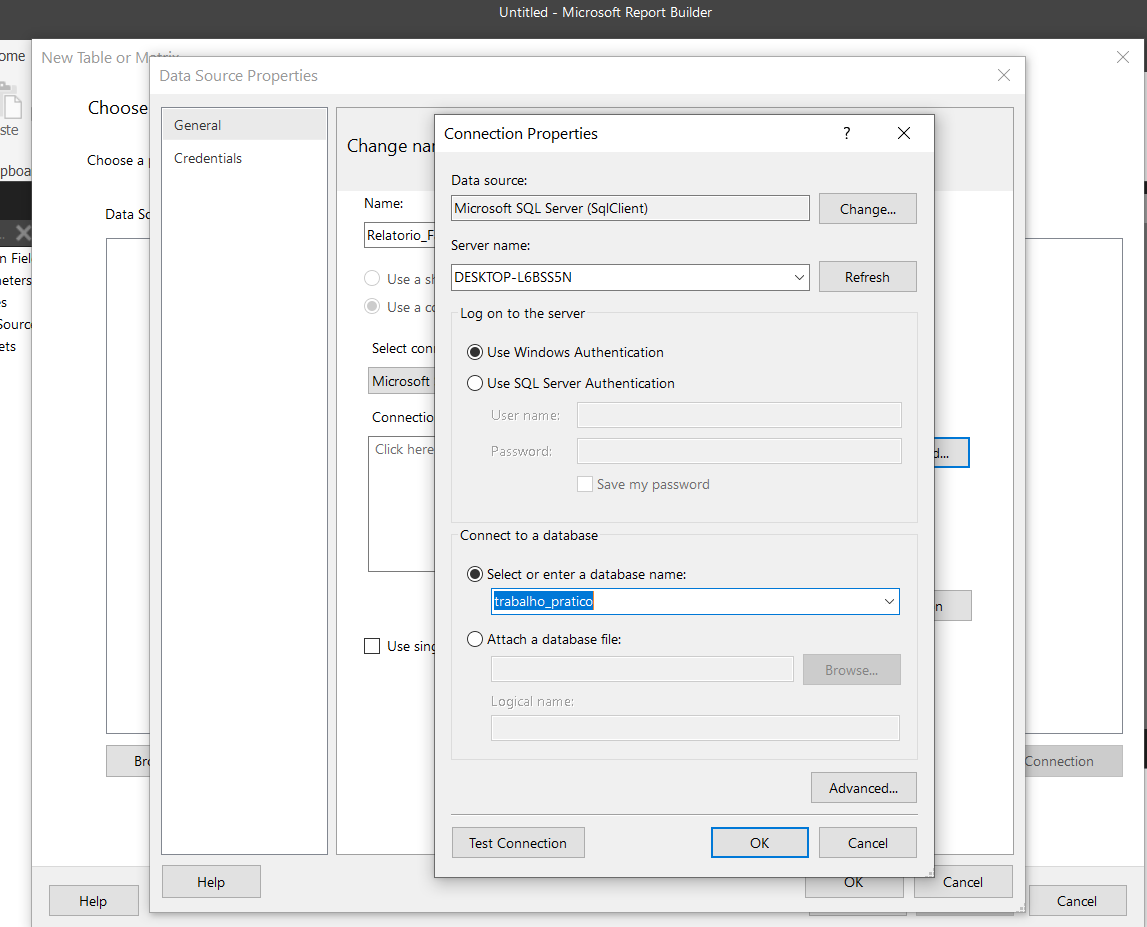 Untitled - Microsoft Report Builder
ome
New Table or Matrix
Data Source Properties
ste
Choose
General
Change nar
Connection Properties
?
Choose a
Credentials
pboa
Data source:
Microsoft SQL Server (SqlClient)
Change...
Name:
Data So
Relatorio_F
Server name:
DESKTOP-L6BSS5N
Refresh
n Fiel
meters
es
Sourc
ets
Use a sh
Use a co
Log on to the server
Use Windows Authentication
Select conn
Use SQL Server Authentication
Microsoft
User name:
Connectio
Click here
Password:
d...
Save my password
Connect to a database
Select or enter a database name:
trabalho_pratico
n
Use sing
Attach a database file:
Browse...
Logical name:
Bro
Connection
Advanced...
Test Connection
OK
Cancel
Help
OK
Cancel
Help
Cancel